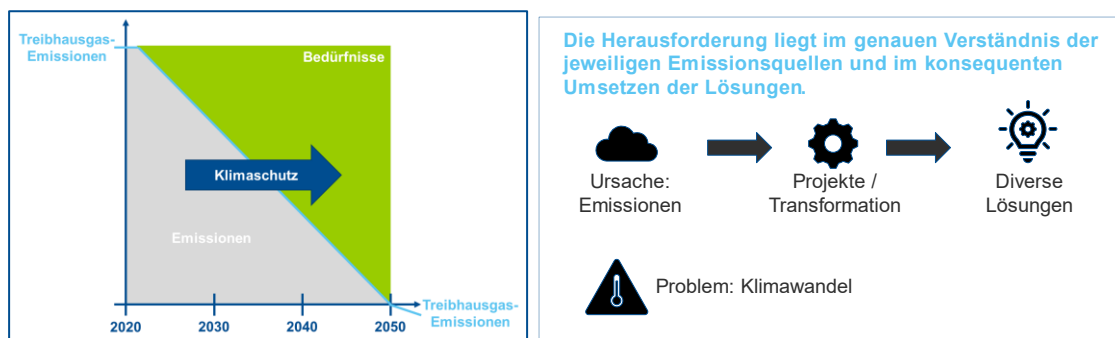 Treibhausgas-
Emissionen
Bedürfnisse
Klimaschutz
Emissionen
Treibhausgas-
Emissionen
2020
2030
2040
2050
Die Herausforderung liegt im genauen Verständnis der
jeweiligen Emissionsquellen und im konsequenten
Umsetzen der Lösungen.
Ursache:
Emissionen
Projekte /
Transformation
Diverse
Lösungen
Problem: Klimawandel